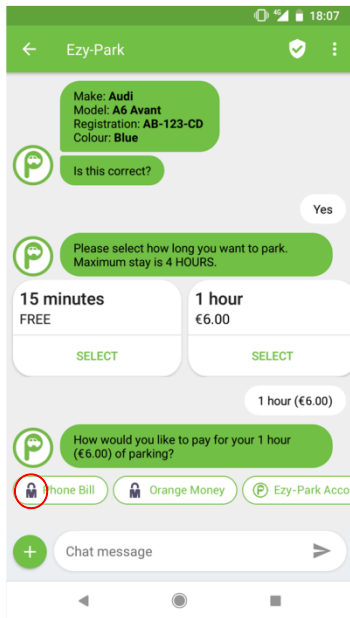 4G 18:07
Ezy-Park
Make: Audi
Model: A6 Avant
Registration: AB-123-CD
Colour: Blue
Is this correct?
Yes
Please select how long you want to park.
Maximum stay is 4 HOURS.
15 minutes
FREE
SELECT
1 hour
€6.00
SELECT
1 hour (€6.00)
How would you like to pay for your 1 hour
(€6.00) of parking?
Phone Bill
Orange Money
Ezy-Park Acco
Chat message